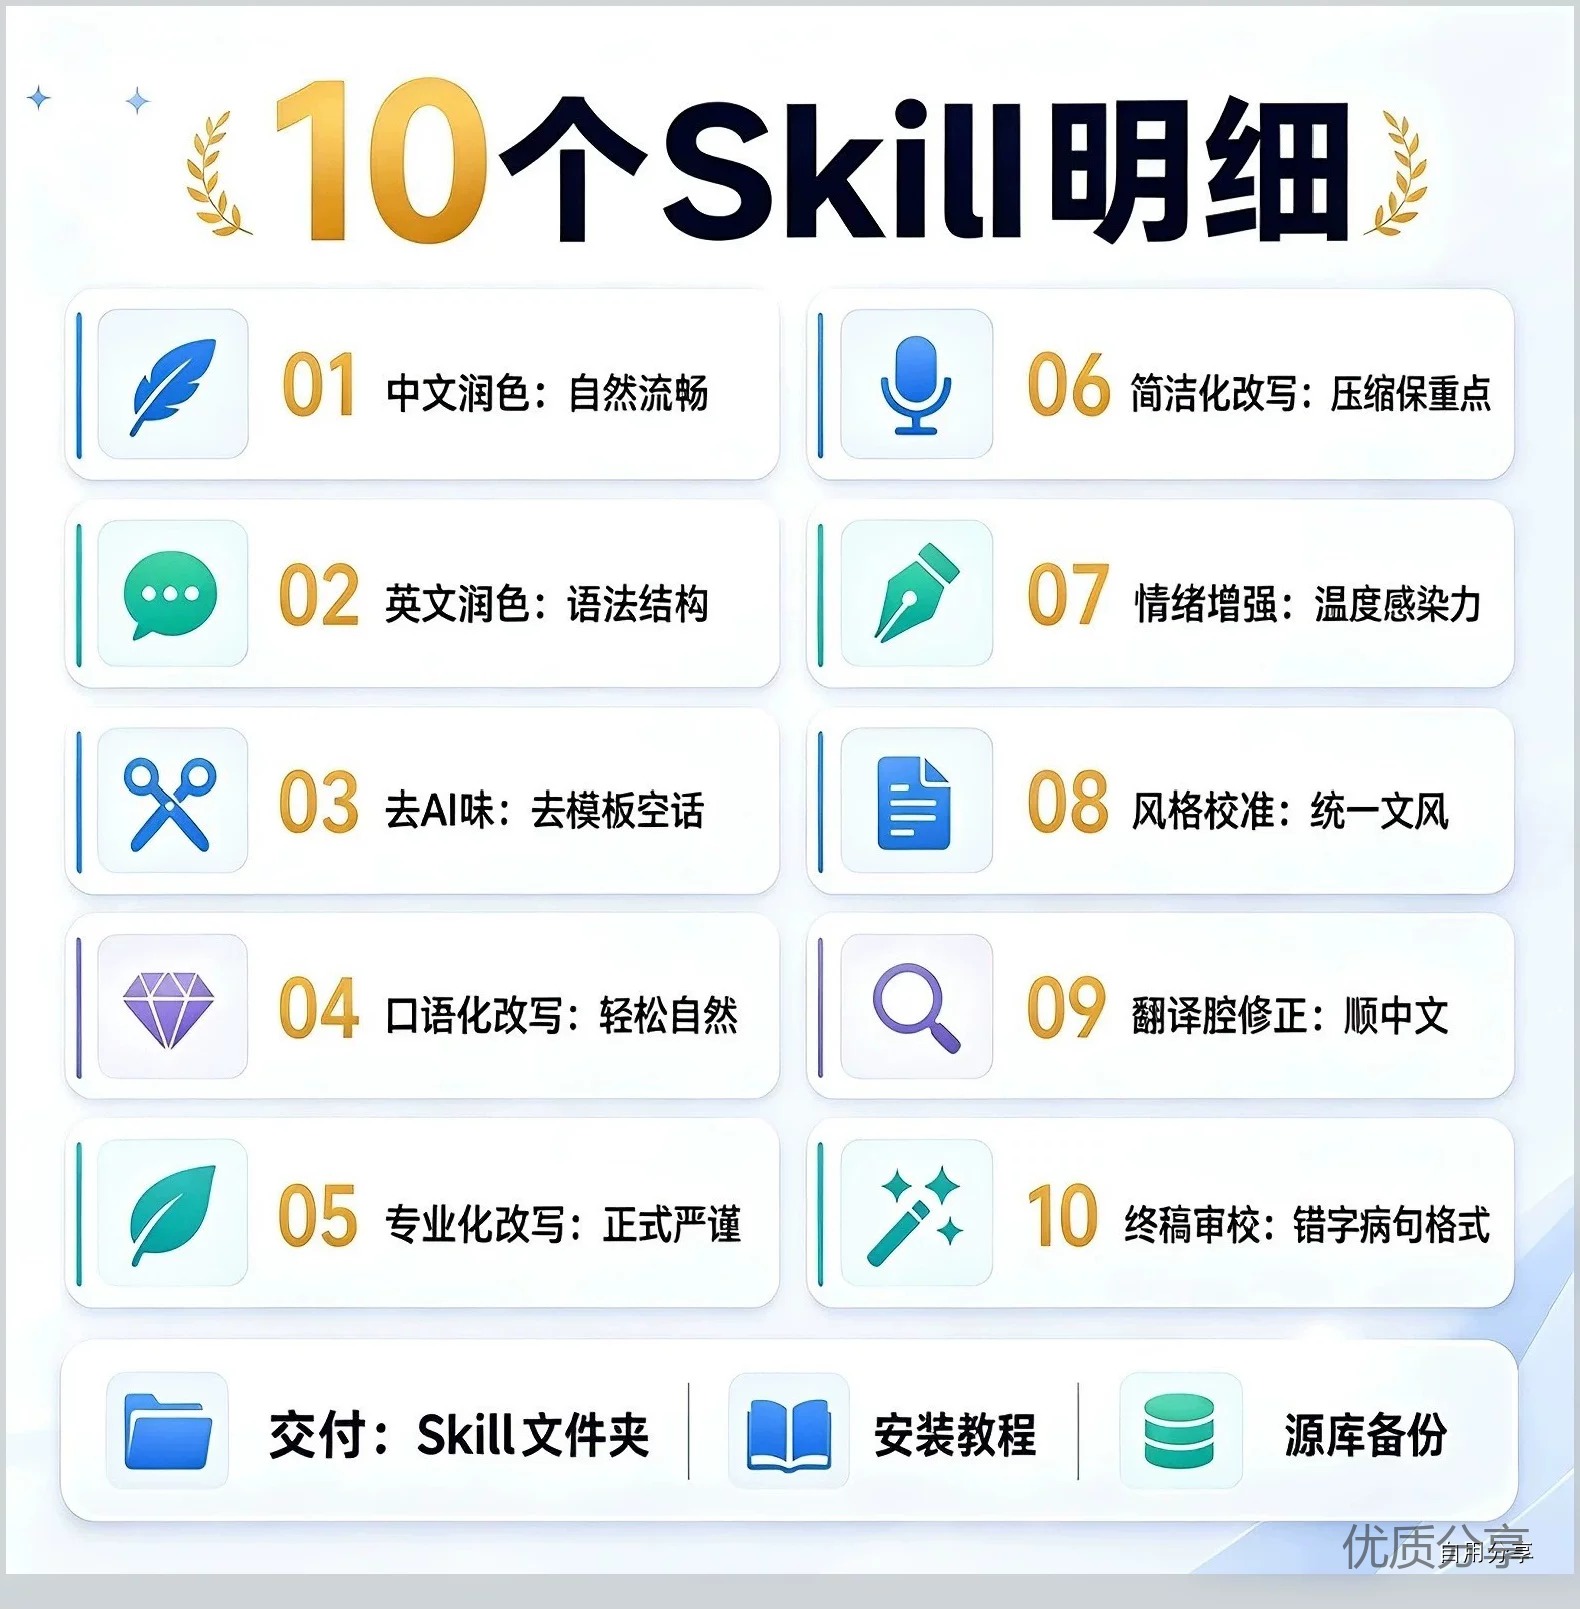 10个Skill明细
01 中文润色：自然流畅
02 英文润色：语法结构
03 去AI味：去模板空话
04 口语化改写：轻松自然
05 专业化改写：正式严谨
06 简洁化改写：压缩保重点
07 情绪增强：温度感染力
08 风格校准：统一文风
09 翻译腔修正：顺中文
10 终稿审校：错字病句格式
交付：Skill文件夹
安装教程
源库备份
优质分享
自用分享